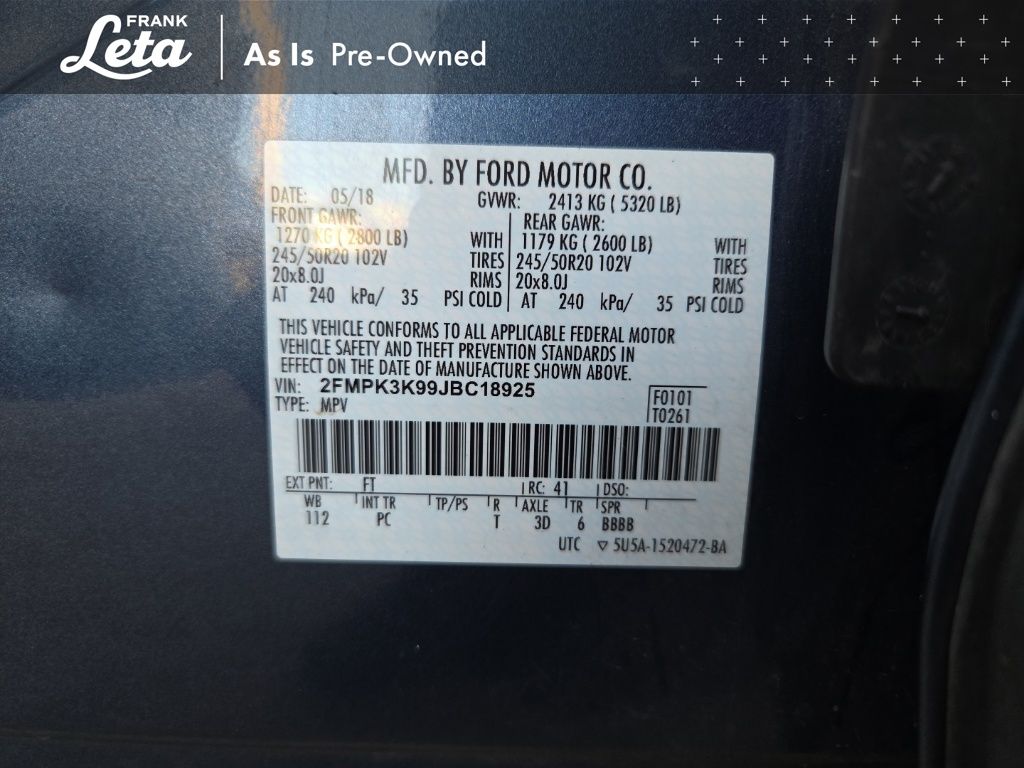 FRANK
Leta
As Is Pre-Owned
MFD. BY FORD MOTOR CO.
DATE: 05/18 GVWR: 2413 KG ( 5320 LB)
FRONT GAWR: REAR GAWR:
1270 KG ( 2800 LB) WITH 1179 KG ( 2600 LB) WITH
245/50R20 102V TIRES 245/50R20 102V TIRES
20x8.0J RIMS 20x8.0J RIMS
AT 240 kPa/ 35 PSI COLD AT 240 kPa/ 35 PSI COLD
THIS VEHICLE CONFORMS TO ALL APPLICABLE FEDERAL MOTOR
VEHICLE SAFETY AND THEFT PREVENTION STANDARDS IN
EFFECT ON THE DATE OF MANUFACTURE SHOWN ABOVE.
VIN: 2FMPK3K99JBC18925
TYPE: MPV
F0101
T0261
EXT PNT: FT RC: 41 DSO:
WB INT TR TP/PS R AXLE TR SPR
112 PC T 3D 6 BBBB
UTC ▽ 5U5A-1520472-BA